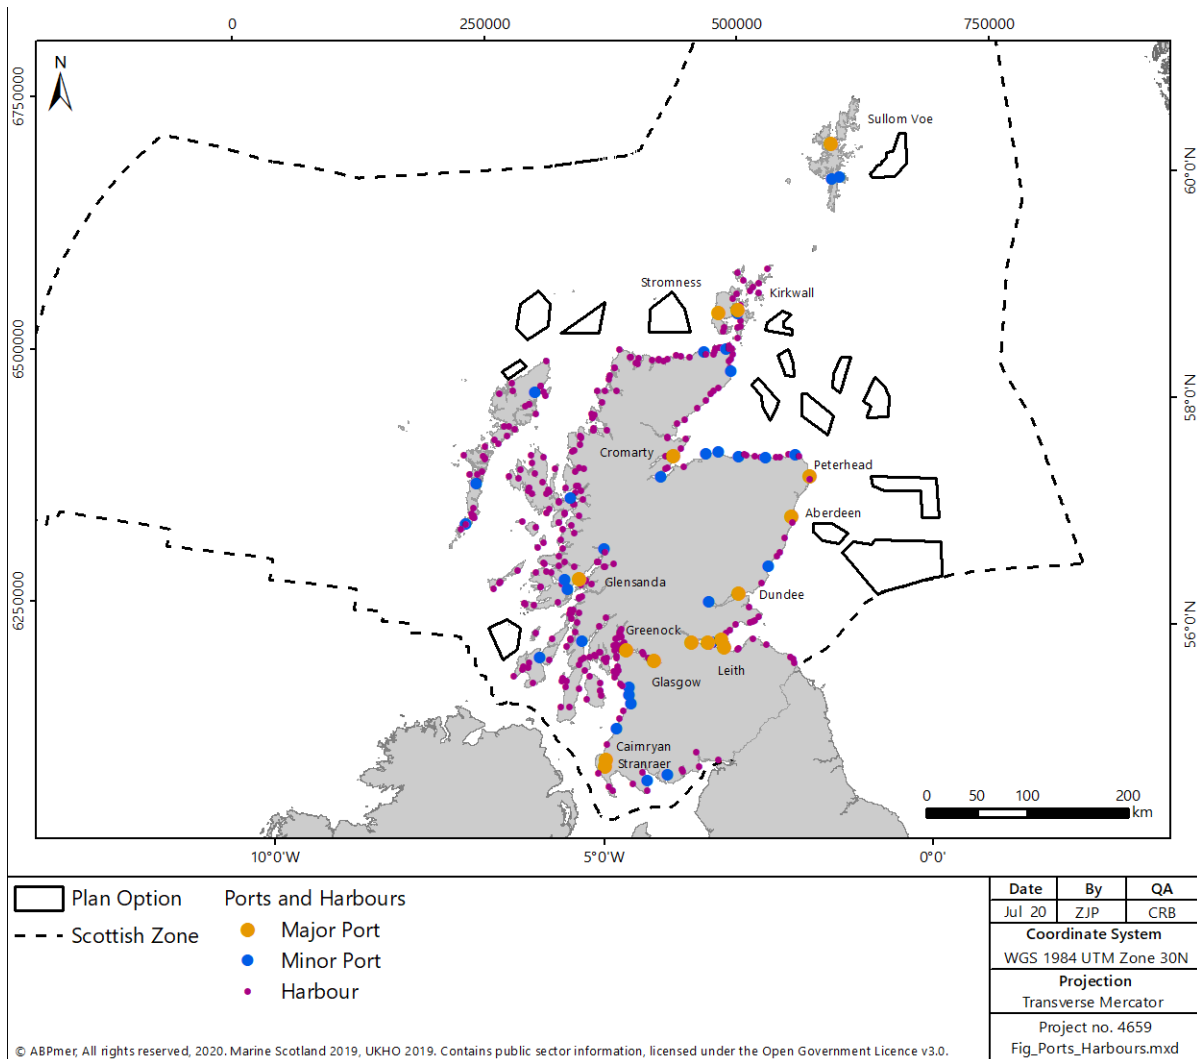 0 250000 500000 750000
N
6750000
Sullom Voe
60°0'N
Stromness
Kirkwall
6500000
58°0'N
Cromarty
Peterhead
Aberdeen
Glensanda
Dundee
6250000
Greenock
56°0'N
Leith
Glasgow
Cairnryan
Stranraer
0 50 100 200
km
10°0'W 5°0'W 0°0'
Plan Option
Scottish Zone
Ports and Harbours
Major Port
Minor Port
Harbour
Date By QA
Jul 20 ZJP CRB
Coordinate System
WGS 1984 UTM Zone 30N
Projection
Transverse Mercator
Project no. 4659
Fig_Ports_Harbours.mxd
© ABPmer, All rights reserved, 2020. Marine Scotland 2019, UKHO 2019. Contains public sector information, licensed under the Open Government Licence v3.0.